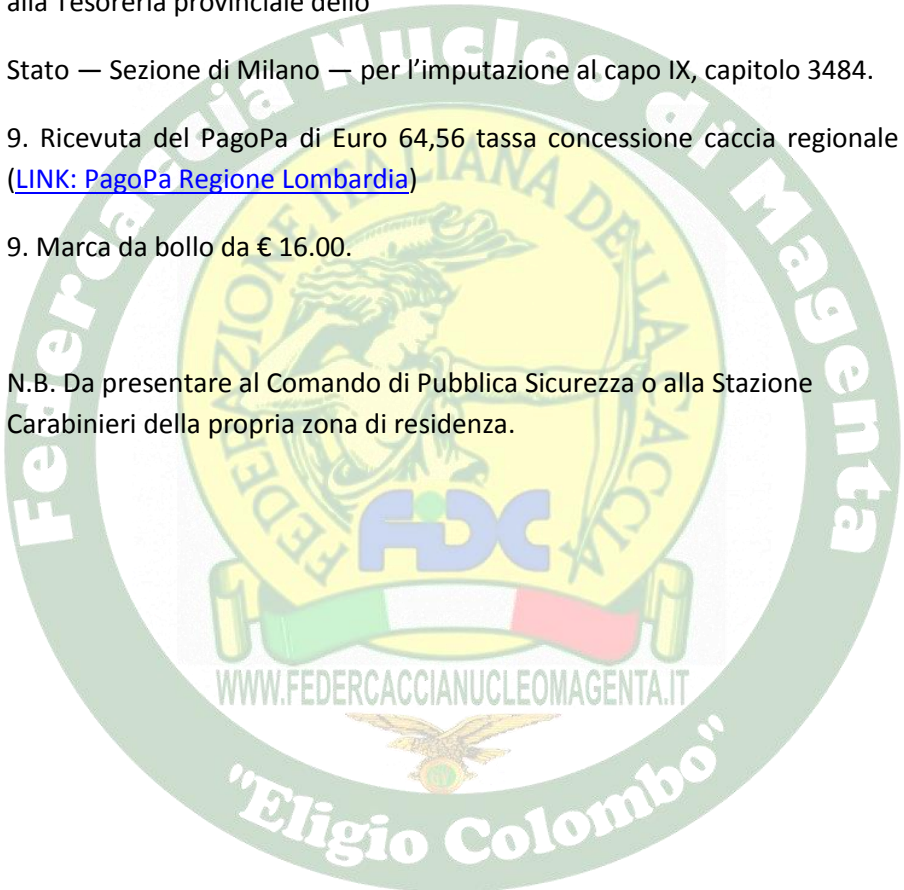 alla Tesoreria provinciale dello
Stato — Sezione di Milano — per l'imputazione al capo IX, capitolo 3484.
9. Ricevuta del PagoPa di Euro 64,56 tassa concessione caccia regionale
(LINK: PagoPa Regione Lombardia)
9. Marca da bollo da € 16.00.
N.B. Da presentare al Comando di Pubblica Sicurezza o alla Stazione
Carabinieri della propria zona di residenza.
Federcaccia Nucleo di Magenta
FEDERAZIONE ITALIANA DELLA CACCIA
FIDC
WWW.FEDERCACCIANUCLEOMAGENTA.IT
"Eligio Colombo"